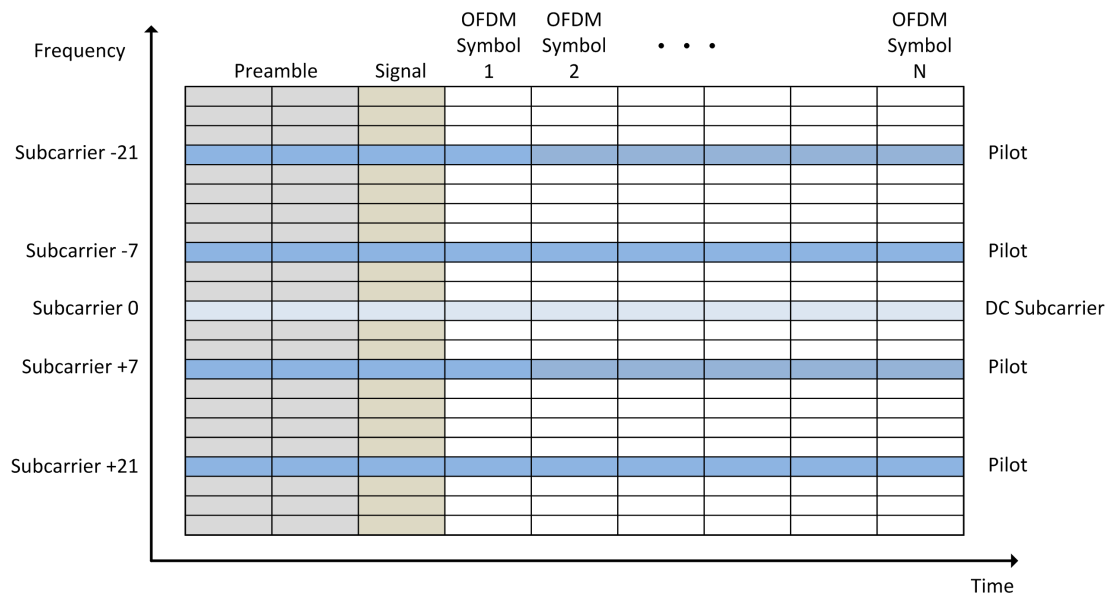 OFDM OFDM OFDM
Frequency Symbol Symbol • • • Symbol
Preamble Signal 1 2 N
Subcarrier -21 Pilot
Subcarrier -7 Pilot
Subcarrier 0 DC Subcarrier
Subcarrier +7 Pilot
Subcarrier +21 Pilot
Time